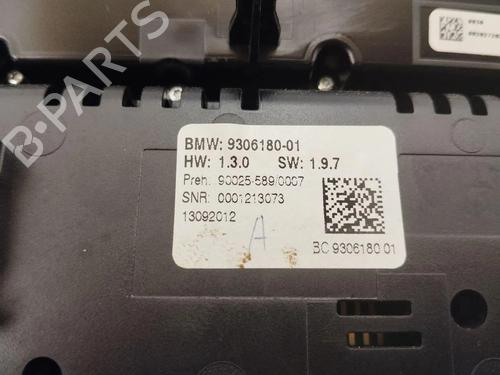 BMW: 9306180-01
HW: 1.3.0 SW: 1.9.7
Preh: 90025-589/0007
SNR: 0001213073
13092012
A
BC 9306180 01
B PARTS